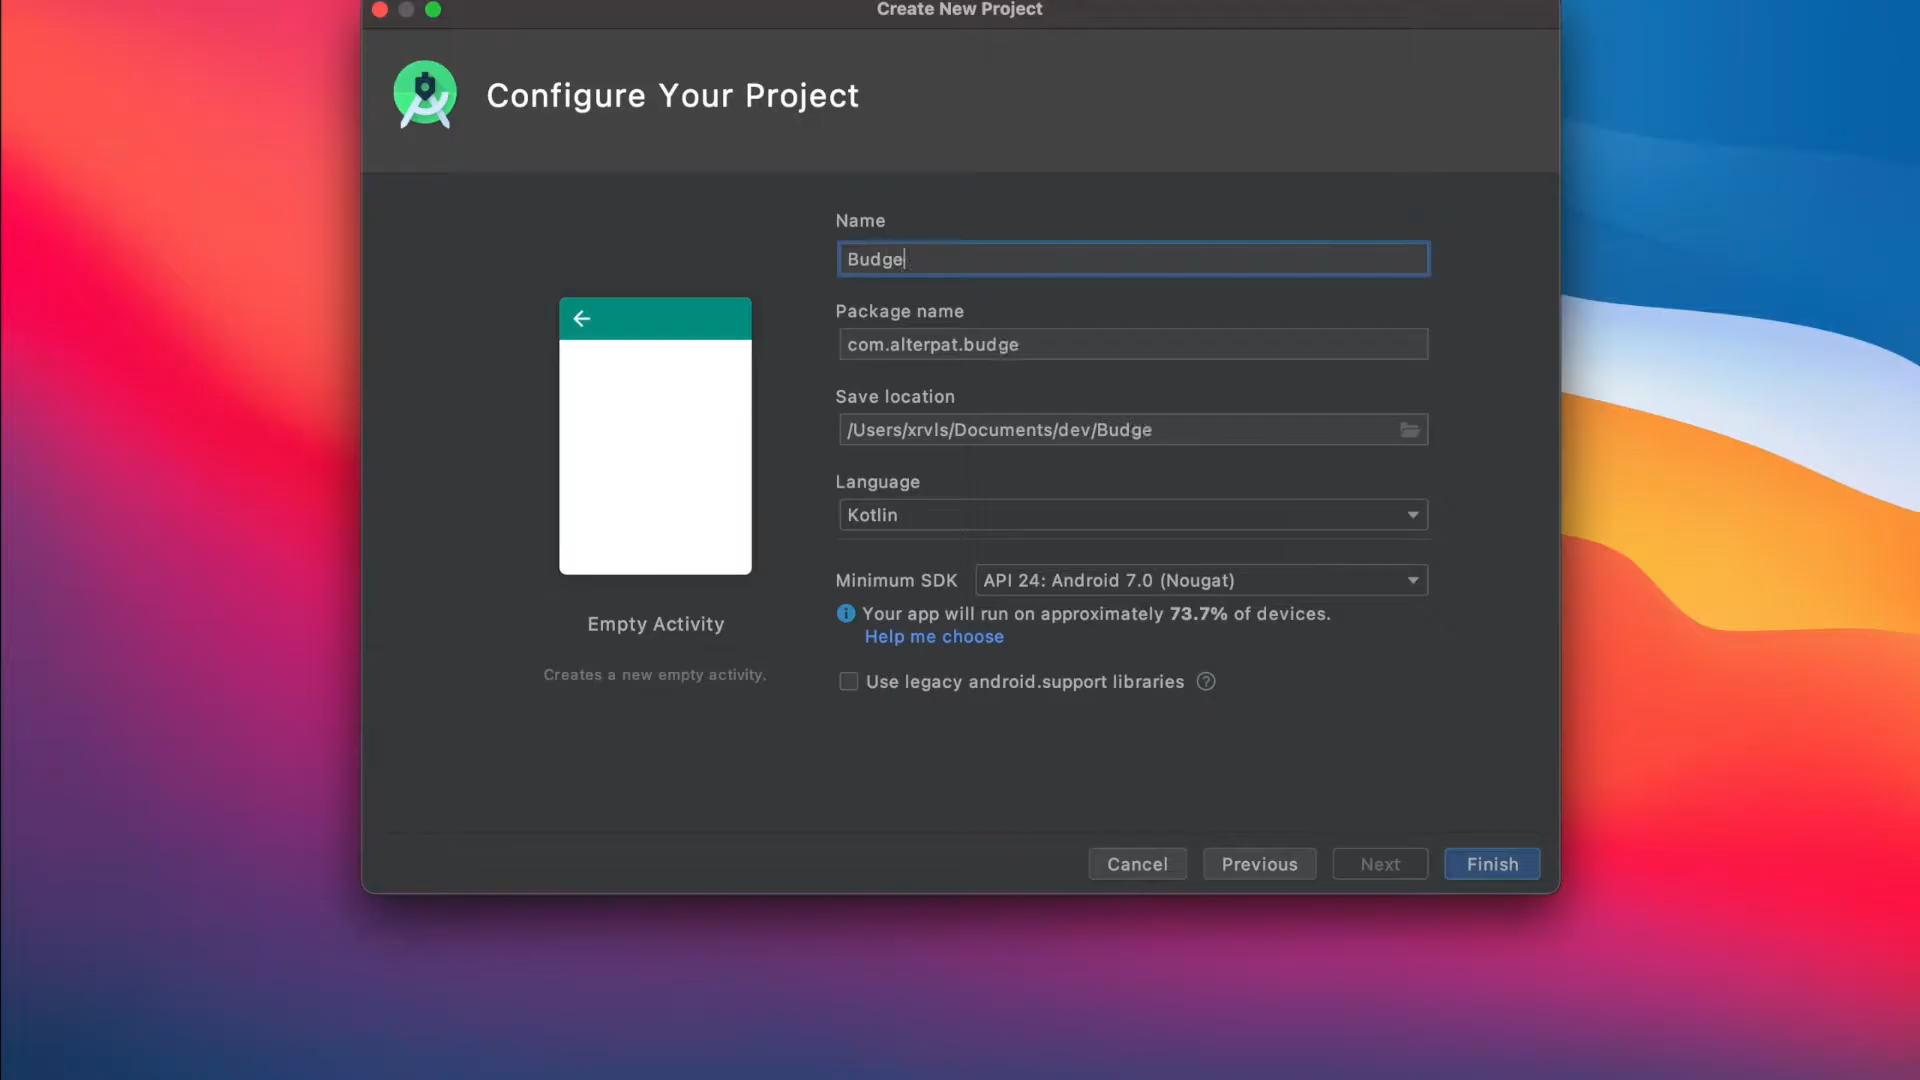 Create New Project
Configure Your Project
Name
Budge
Package name
com.alterpat.budge
Save location
/Users/xrvls/Documents/dev/Budge
Language
Kotlin
Minimum SDK API 24: Android 7.0 (Nougat)
Your app will run on approximately 73.7% of devices.
Help me choose
Use legacy android.support libraries ?
Empty Activity
Creates a new empty activity.
Cancel Previous Next Finish